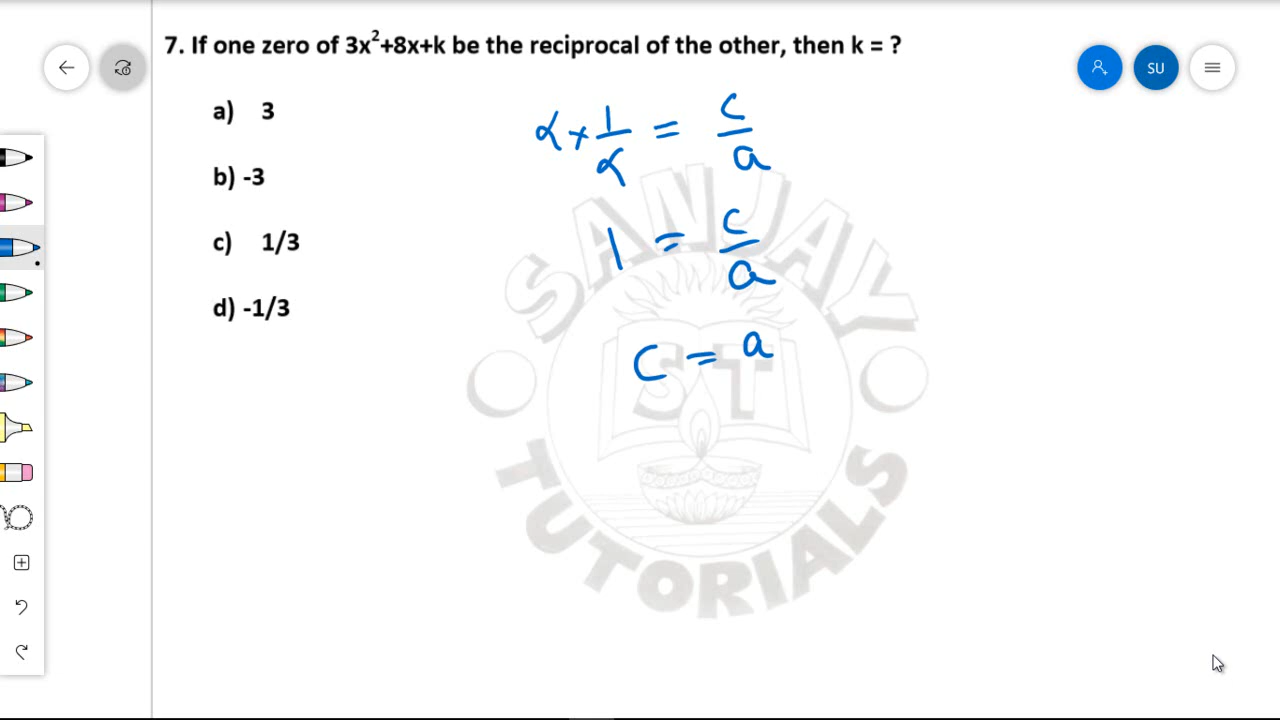 7. If one zero of 3x²+8x+k be the reciprocal of the other, then k = ?
SU
a) 3
b) -3
c) 1/3
d) -1/3
α × 1/α = c/a
1 = c/a
c = a
SANJAY
ST
TUTORIALS